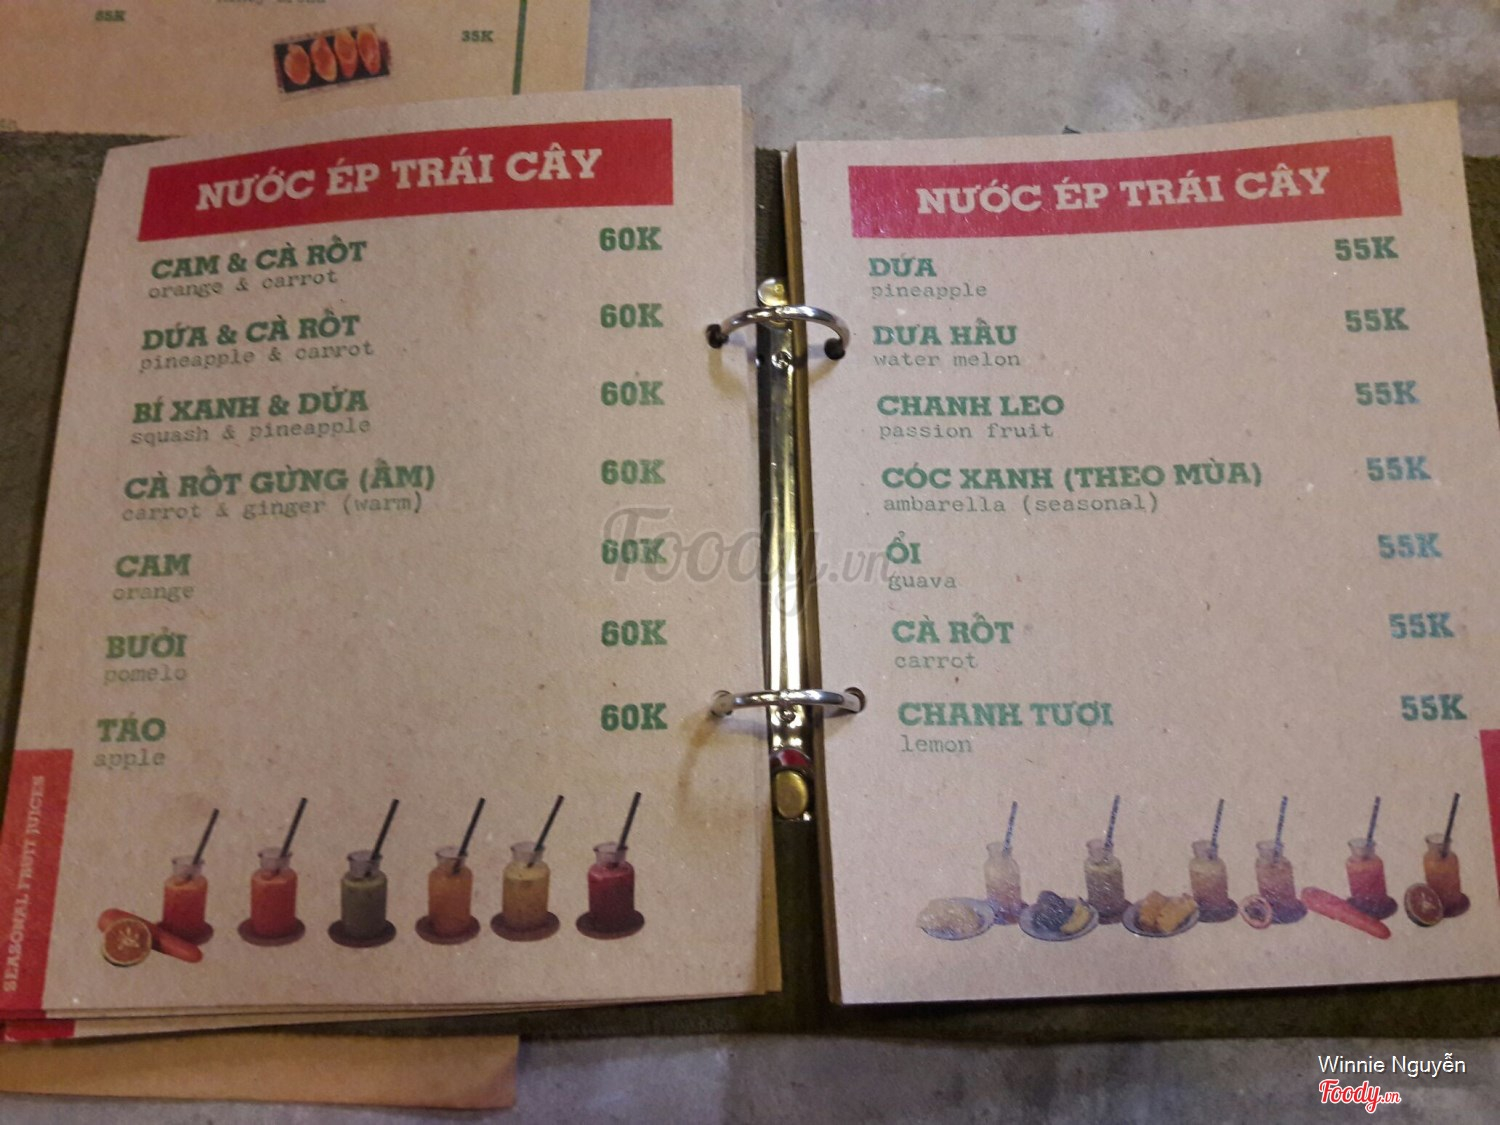 35K
NƯỚC ÉP TRÁI CÂY
CAM & CÀ RỐT 60K
orange & carrot
DỨA & CÀ RỐT 60K
pineapple & carrot
BÍ XANH & DỨA 60K
squash & pineapple
CÀ RỐT GỪNG (ẤM) 60K
carrot & ginger (warm)
CAM 60K
orange
BƯỞI 60K
pomelo
TÁO 60K
apple
SEASONAL FRUIT JUICES
NƯỚC ÉP TRÁI CÂY
DỨA 55K
pineapple
DƯA HẤU 55K
water melon
CHANH LEO 55K
passion fruit
CÓC XANH (THEO MÙA) 55K
ambarella (seasonal)
ỔI 55K
guava
CÀ RỐT 55K
carrot
CHANH TƯƠI 55K
lemon
Foody.vn
Winnie Nguyễn
Foody.vn